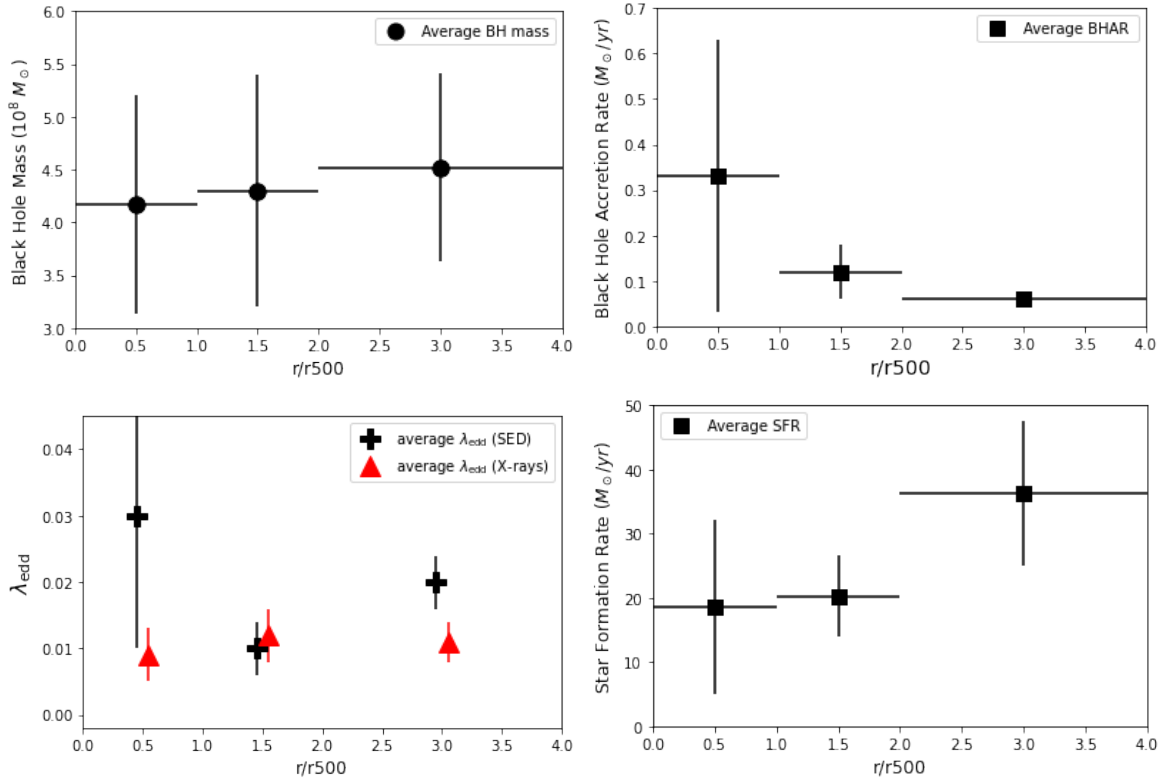 Black Hole Mass (10⁸ M⊙)
6.0
5.5
5.0
4.5
4.0
3.5
3.0
Average BH mass
0.0 0.5 1.0 1.5 2.0 2.5 3.0 3.5 4.0
r/r500
Black Hole Accretion Rate (M⊙/yr)
0.7
0.6
0.5
0.4
0.3
0.2
0.1
0.0
Average BHAR
0.0 0.5 1.0 1.5 2.0 2.5 3.0 3.5 4.0
r/r500
λedd
0.04
0.03
0.02
0.01
0.00
average λedd (SED)
average λedd (X-rays)
0.0 0.5 1.0 1.5 2.0 2.5 3.0 3.5 4.0
r/r500
Star Formation Rate (M⊙/yr)
50
40
30
20
10
0
Average SFR
0.0 0.5 1.0 1.5 2.0 2.5 3.0 3.5 4.0
r/r500